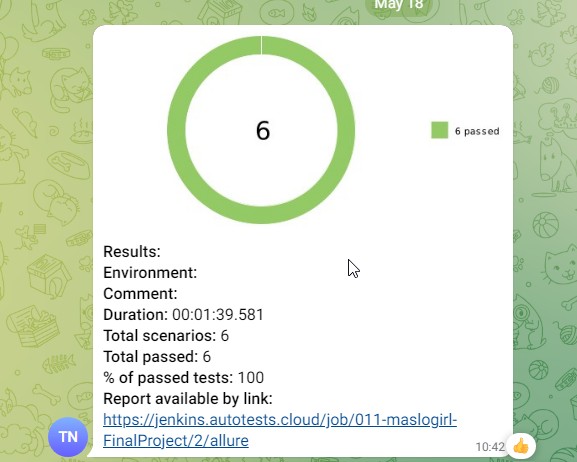 May 18
6
6 passed
Results:
Environment:
Comment:
Duration: 00:01:39.581
Total scenarios: 6
Total passed: 6
% of passed tests: 100
Report available by link:
https://jenkins.autotests.cloud/job/011-maslogirl-
FinalProject/2/allure
TN
10:42